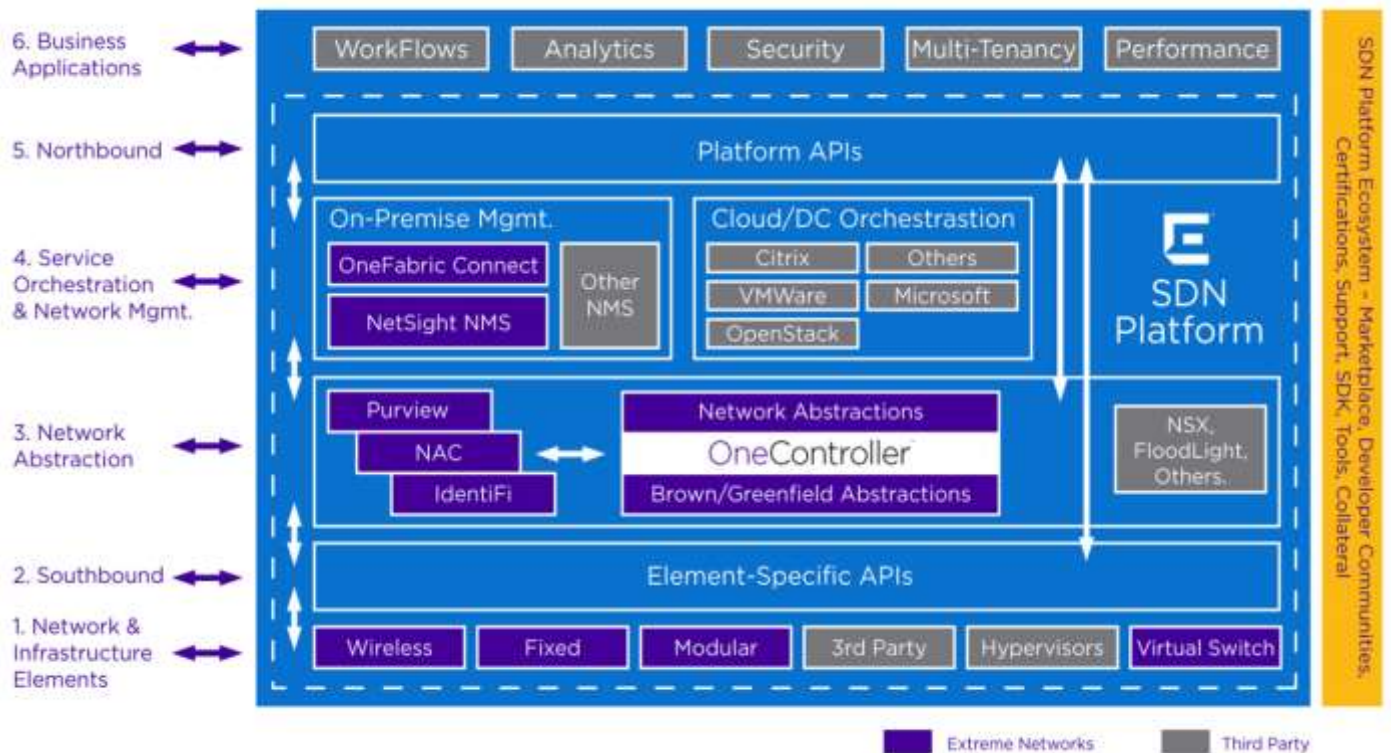 6. Business
Applications
WorkFlows
Analytics
Security
Multi-Tenancy
Performance
5. Northbound
Platform APIs
4. Service
Orchestration
& Network Mgmt.
On-Premise Mgmt.
OneFabric Connect
NetSight NMS
Other
NMS
Cloud/DC Orchestrastion
Citrix
Others
VMWare
Microsoft
OpenStack
SDN
Platform
3. Network
Abstraction
Purview
NAC
IdentiFi
Network Abstractions
OneController
Brown/Greenfield Abstractions
NSX,
FloodLight,
Others.
2. Southbound
Element-Specific APIs
1. Network &
Infrastructure
Elements
Wireless
Fixed
Modular
3rd Party
Hypervisors
Virtual Switch
SDN Platform Ecosystem – Marketplace, Developer Communities,
Certifications, Support, SDK, Tools, Collateral
Extreme Networks
Third Party